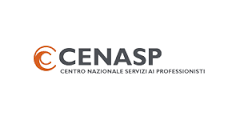 CENASP
CENTRO NAZIONALE SERVIZI AI PROFESSIONISTI